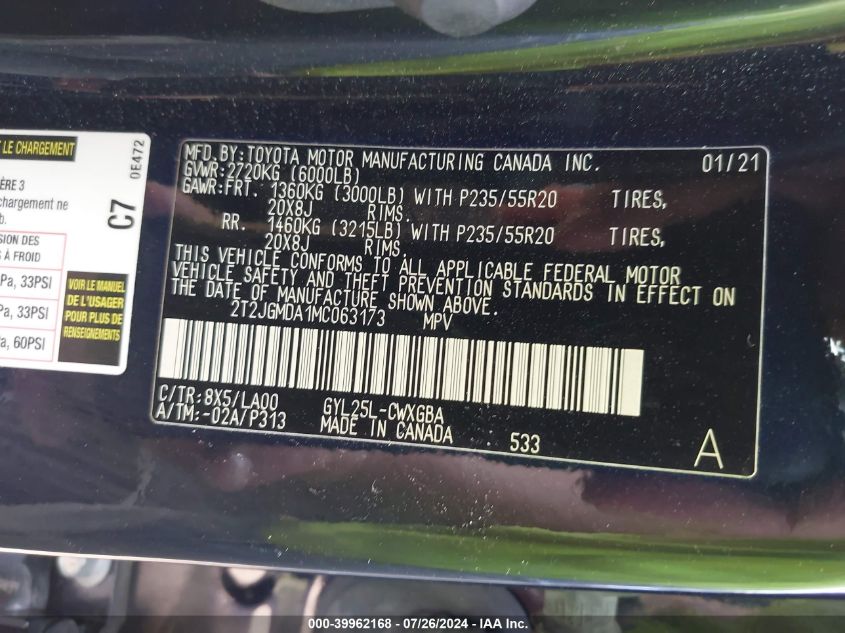 LE CHARGEMENT
0E472
C7
ÈRE 3
chargement ne
b.
SION DES
S À FROID
Pa, 33PSI
Pa, 33PSI
a, 60PSI
VOIR LE MANUEL
DE L'USAGER
POUR PLUS DE
RENSEIGNEMENTS
MFD.BY:TOYOTA MOTOR MANUFACTURING CANADA INC. 01/21
GVWR:2720KG (6000LB)
GAWR:FRT. 1360KG (3000LB) WITH P235/55R20 TIRES,
20X8J RIMS.
RR. 1460KG (3215LB) WITH P235/55R20 TIRES,
20X8J RIMS.
THIS VEHICLE CONFORMS TO ALL APPLICABLE FEDERAL MOTOR
VEHICLE SAFETY AND THEFT PREVENTION STANDARDS IN EFFECT ON
THE DATE OF MANUFACTURE SHOWN ABOVE.
2T2JGMDA1MC063173 MPV
C/TR:8X5/LA00 GYL25L-CWXGBA
A/TM:-02A/P313 MADE IN CANADA 533
A
000-39962168 - 07/26/2024 - IAA Inc.